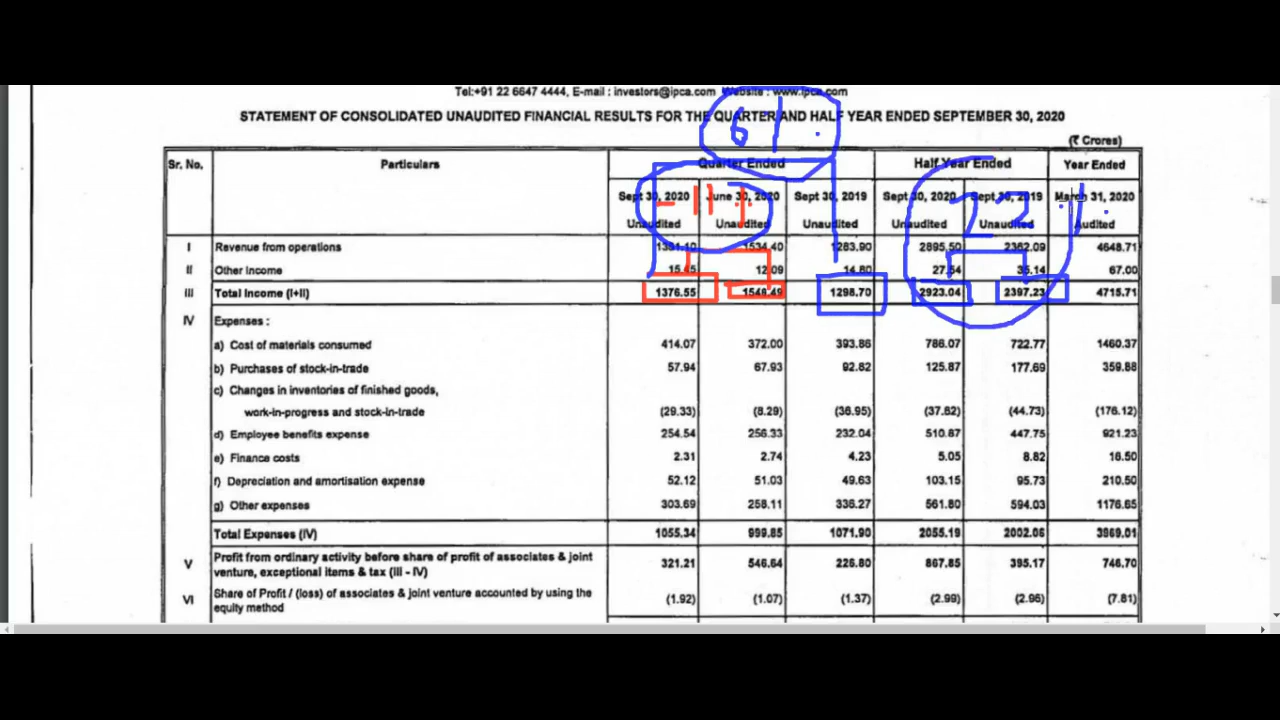 Tel:+91 22 6647 4444, E-mail : investors@ipca.com Website : www.ipca.com
STATEMENT OF CONSOLIDATED UNAUDITED FINANCIAL RESULTS FOR THE QUARTER AND HALF YEAR ENDED SEPTEMBER 30, 2020
(₹ Crores)
Sr. No. Particulars Quarter Ended Half Year Ended Year Ended
Sept 30, 2020 June 30, 2020 Sept 30, 2019 Sept 30, 2020 Sept 30, 2019 March 31, 2020
Unaudited Unaudited Unaudited Unaudited Unaudited Audited
I Revenue from operations 1361.10 1534.40 1283.90 2895.50 2362.09 4648.71
II Other Income 15.45 12.09 14.80 27.54 35.14 67.00
III Total Income (I+II) 1376.55 1546.49 1298.70 2923.04 2397.23 4715.71
IV Expenses :
a) Cost of materials consumed 414.07 372.00 393.86 786.07 722.77 1460.37
b) Purchases of stock-in-trade 57.94 67.93 92.82 125.87 177.69 359.88
c) Changes in inventories of finished goods,
work-in-progress and stock-in-trade (29.33) (8.29) (36.95) (37.62) (44.73) (176.12)
d) Employee benefits expense 254.54 256.33 232.04 510.87 447.75 921.23
e) Finance costs 2.31 2.74 4.23 5.05 8.82 16.50
f) Depreciation and amortisation expense 52.12 51.03 49.63 103.15 95.73 210.50
g) Other expenses 303.69 258.11 336.27 561.80 594.03 1176.65
Total Expenses (IV) 1055.34 999.85 1071.90 2055.19 2002.06 3969.01
V Profit from ordinary activity before share of profit of associates & joint
venture, exceptional items & tax (III - IV) 321.21 546.64 226.80 867.85 395.17 746.70
VI Share of Profit / (loss) of associates & joint venture accounted by using the
equity method (1.92) (1.07) (1.37) (2.99) (2.96) (7.81)